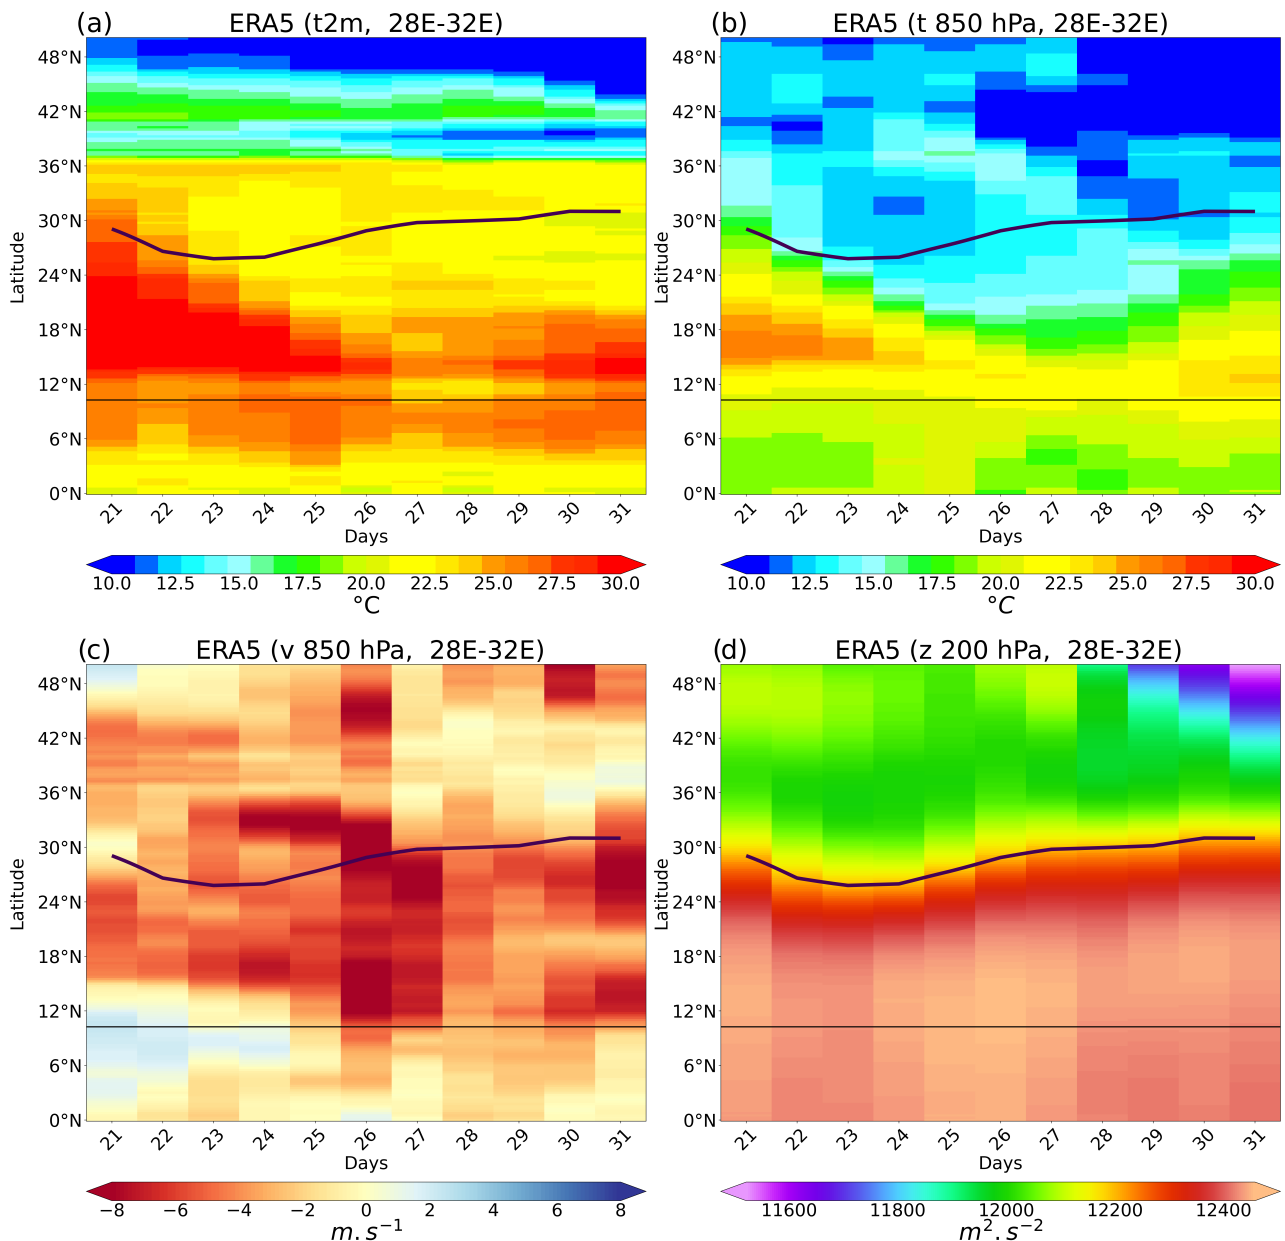 (a) ERA5 (t2m,  28E-32E)
48°N
42°N
36°N
30°N
24°N
18°N
12°N
6°N
0°N
Latitude
21 22 23 24 25 26 27 28 29 30 31
Days
10.0 12.5 15.0 17.5 20.0 22.5 25.0 27.5 30.0
°C
(b) ERA5 (t 850 hPa, 28E-32E)
48°N
42°N
36°N
30°N
24°N
18°N
12°N
6°N
0°N
Latitude
21 22 23 24 25 26 27 28 29 30 31
Days
10.0 12.5 15.0 17.5 20.0 22.5 25.0 27.5 30.0
°C
(c) ERA5 (v 850 hPa,  28E-32E)
48°N
42°N
36°N
30°N
24°N
18°N
12°N
6°N
0°N
Latitude
21 22 23 24 25 26 27 28 29 30 31
Days
−8 −6 −4 −2 0 2 4 6 8
m.s⁻¹
(d) ERA5 (z 200 hPa,  28E-32E)
48°N
42°N
36°N
30°N
24°N
18°N
12°N
6°N
0°N
Latitude
21 22 23 24 25 26 27 28 29 30 31
Days
11600 11800 12000 12200 12400
m².s⁻²